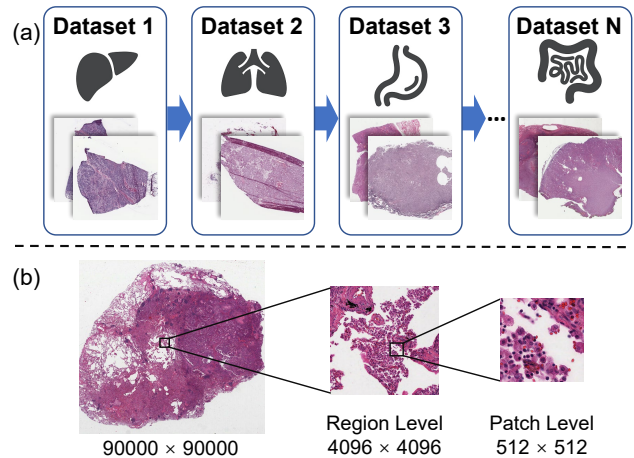 (a)
Dataset 1 Dataset 2 Dataset 3 Dataset N
...
(b)
Region Level Patch Level
90000 × 90000 4096 × 4096 512 × 512